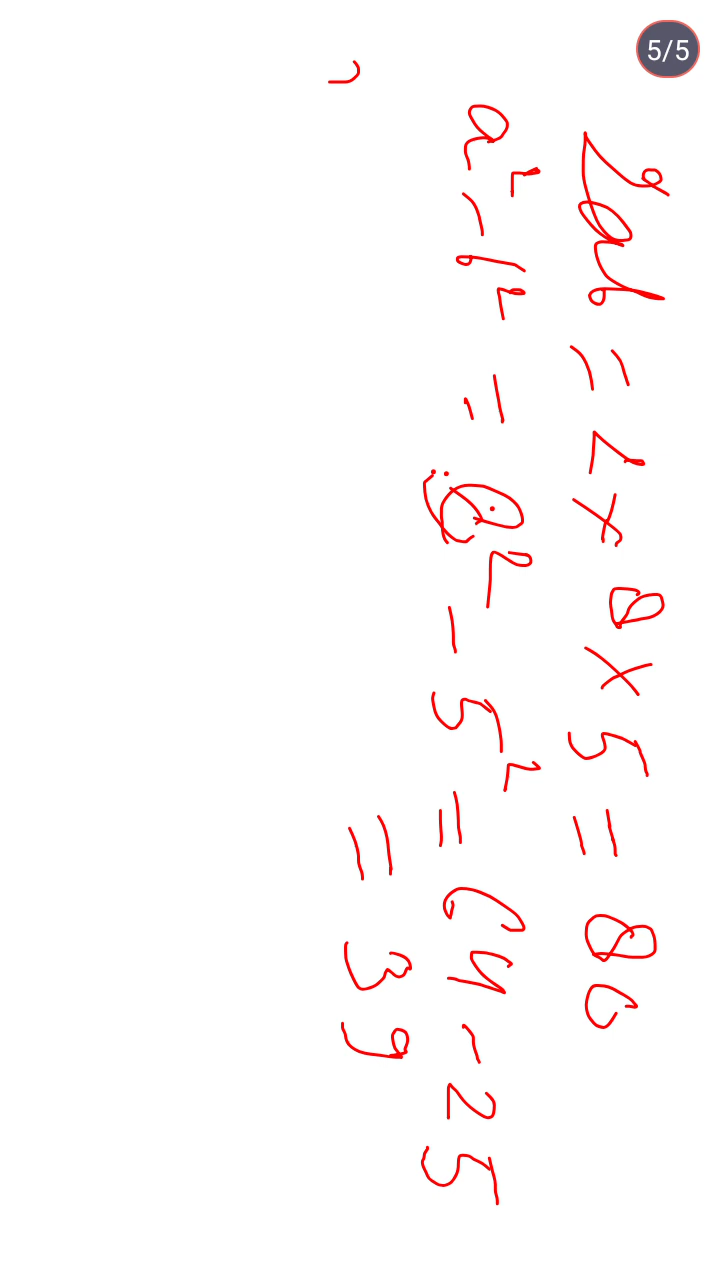 5/5
2ab = 2 x 8 x 5 = 80
a² - b² = 8² - 5² = 64 - 25
= 39